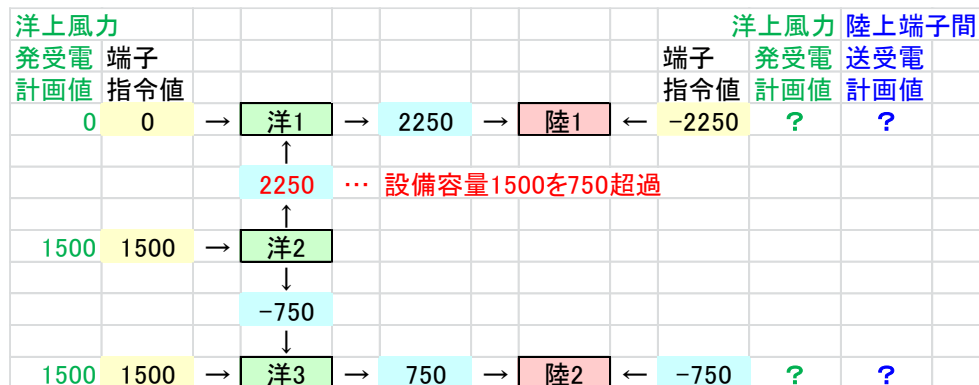 洋上風力 洋上風力 陸上端子間
発受電 端子 端子 発受電 送受電
計画値 指令値 指令値 計画値 計画値
0 0 → 洋1 → 2250 → 陸1 ← -2250 ? ?
↑
2250 … 設備容量1500を750超過
↑
1500 1500 → 洋2
↓
-750
↓
1500 1500 → 洋3 → 750 → 陸2 ← -750 ? ?